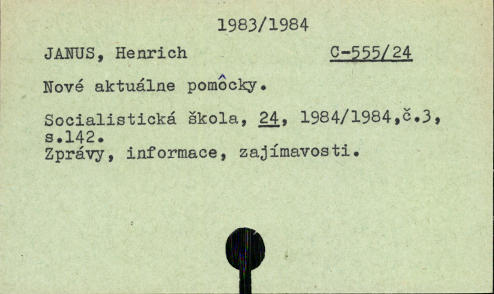 1983/1984
JANUS, Henrich C-555/24
Nové aktuálne pomôcky.
Socialistická škola, 24, 1984/1984,č.3,
s.142.
Zprávy, informace, zajímavosti.